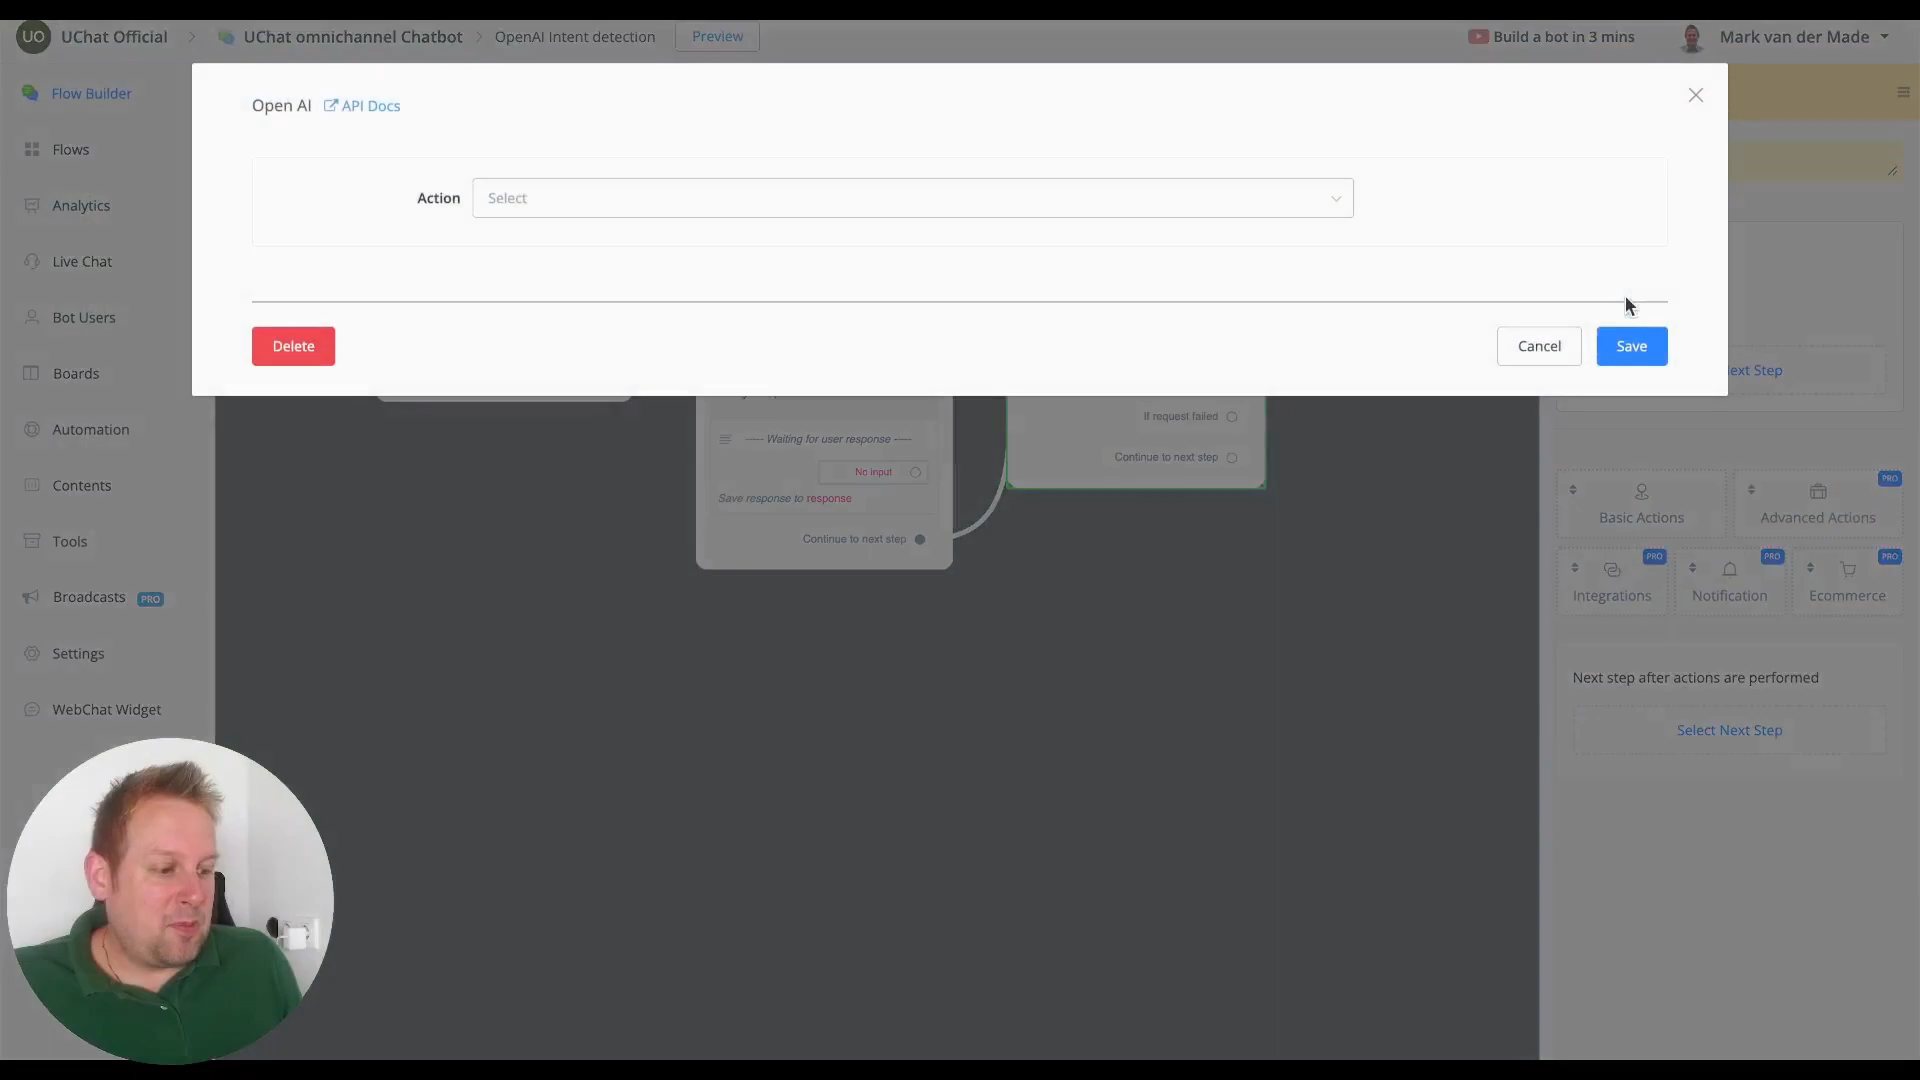 UO UChat Official > UChat omnichannel Chatbot > OpenAI Intent detection Preview
Build a bot in 3 mins Mark van der Made
Flow Builder
Flows
Analytics
Live Chat
Bot Users
Boards
Automation
Contents
Tools
Broadcasts PRO
Settings
WebChat Widget
Open AI API Docs
Action Select
Delete Cancel Save
----- Waiting for user response -----
No input
Save response to response
Continue to next step
If request failed
Continue to next step
ext Step
Basic Actions
PRO
Advanced Actions
PRO
Integrations
PRO
Notification
PRO
Ecommerce
Next step after actions are performed
Select Next Step